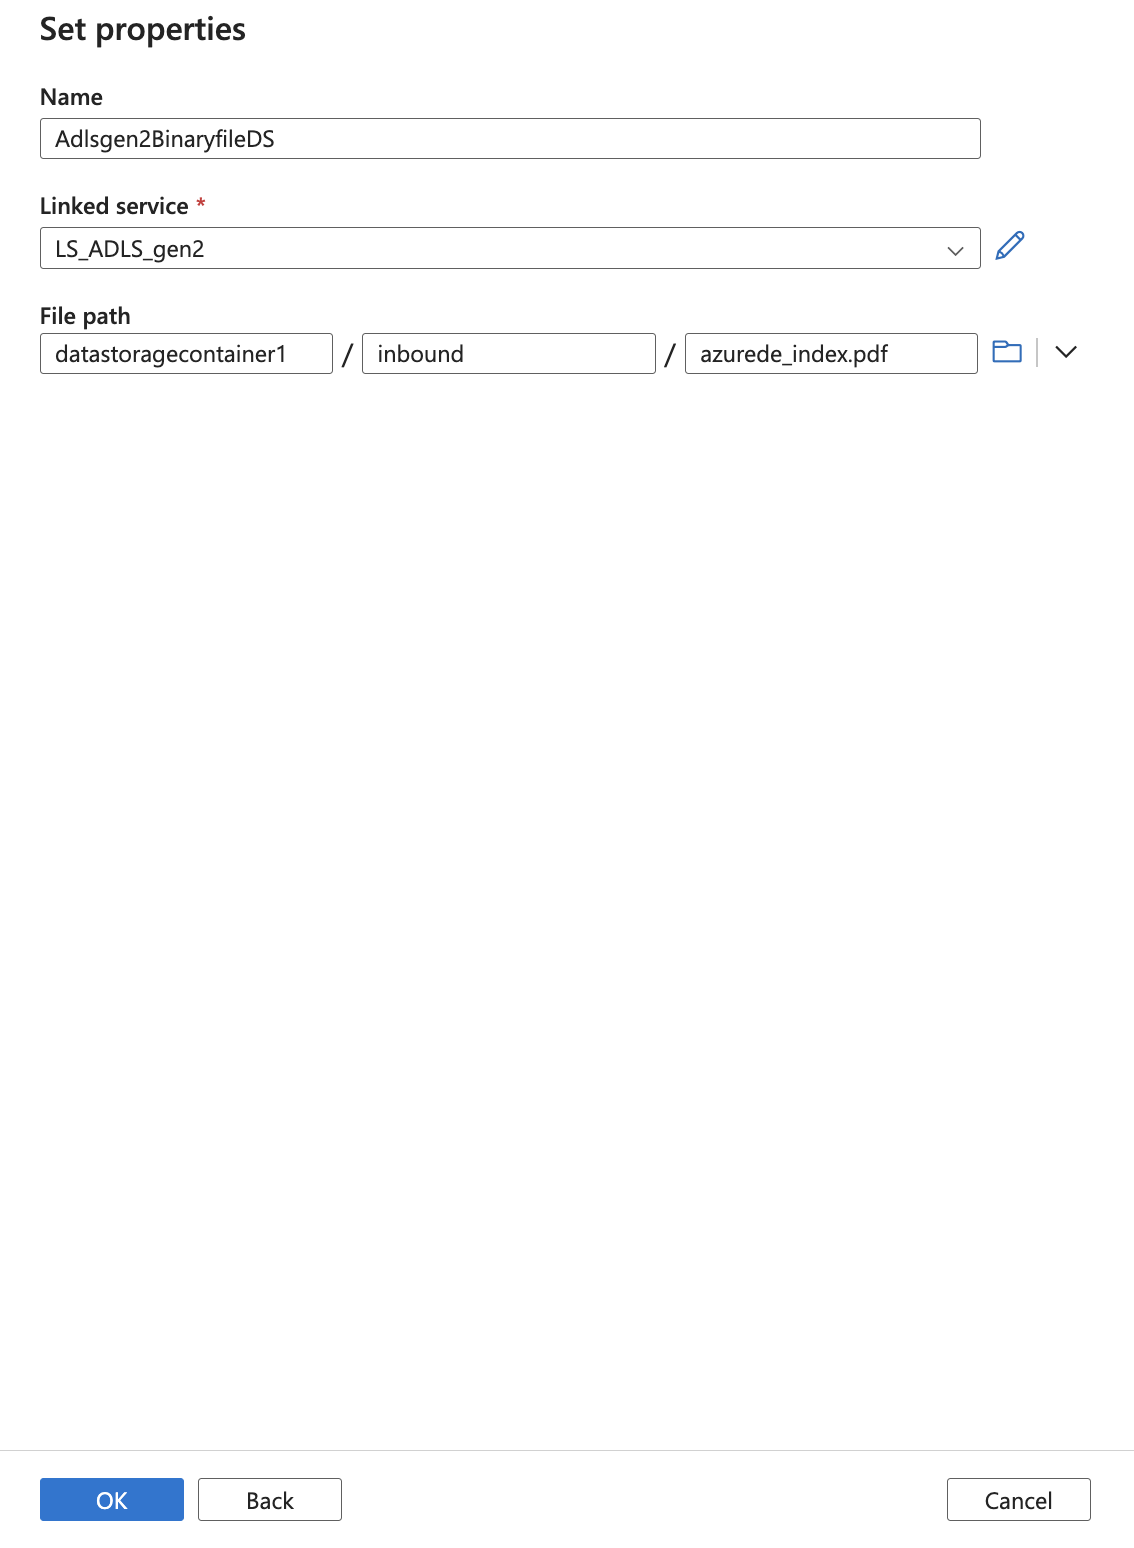 Set properties
Name
Adlsgen2BinaryfileDS
Linked service *
LS_ADLS_gen2
File path
datastoragecontainer1 / inbound / azurede_index.pdf
OK Back Cancel